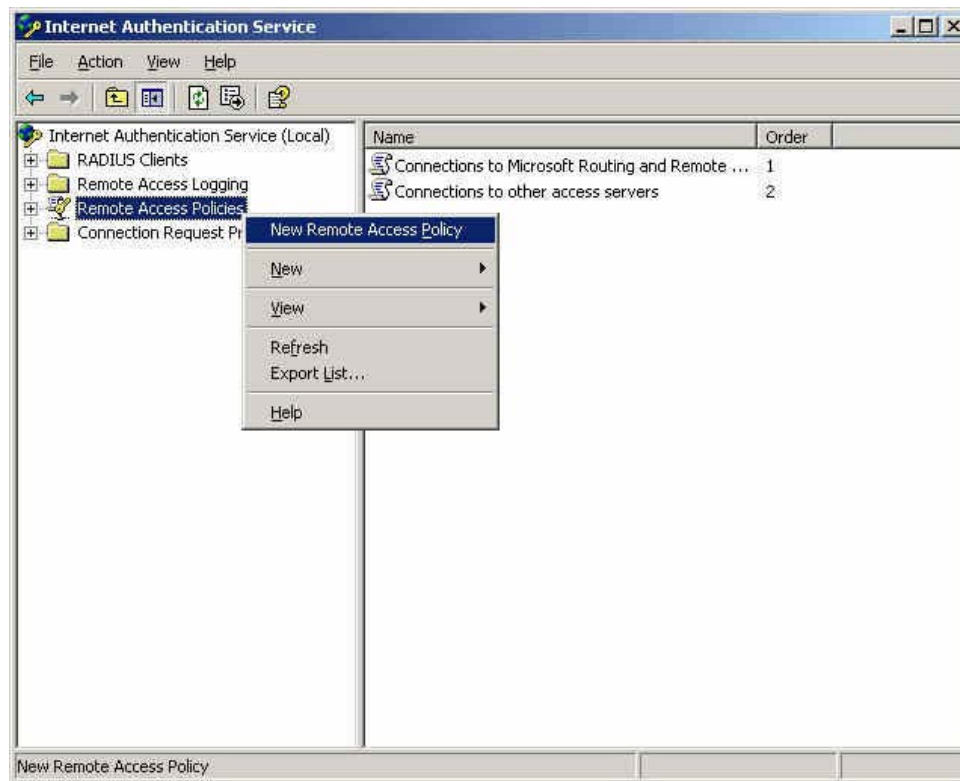 Internet Authentication Service
File Action View Help
Internet Authentication Service (Local)
RADIUS Clients
Remote Access Logging
Remote Access Policies
Connection Request Pr
Name Order
Connections to Microsoft Routing and Remote ... 1
Connections to other access servers 2
New Remote Access Policy
New
View
Refresh
Export List...
Help
New Remote Access Policy